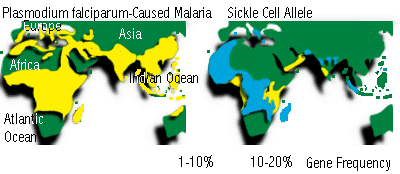 Plasmodium falciparum-Caused Malaria
Sickle Cell Allele
Europe
Asia
Africa
Indian Ocean
Atlantic
Ocean
1-10%
10-20%
Gene Frequency